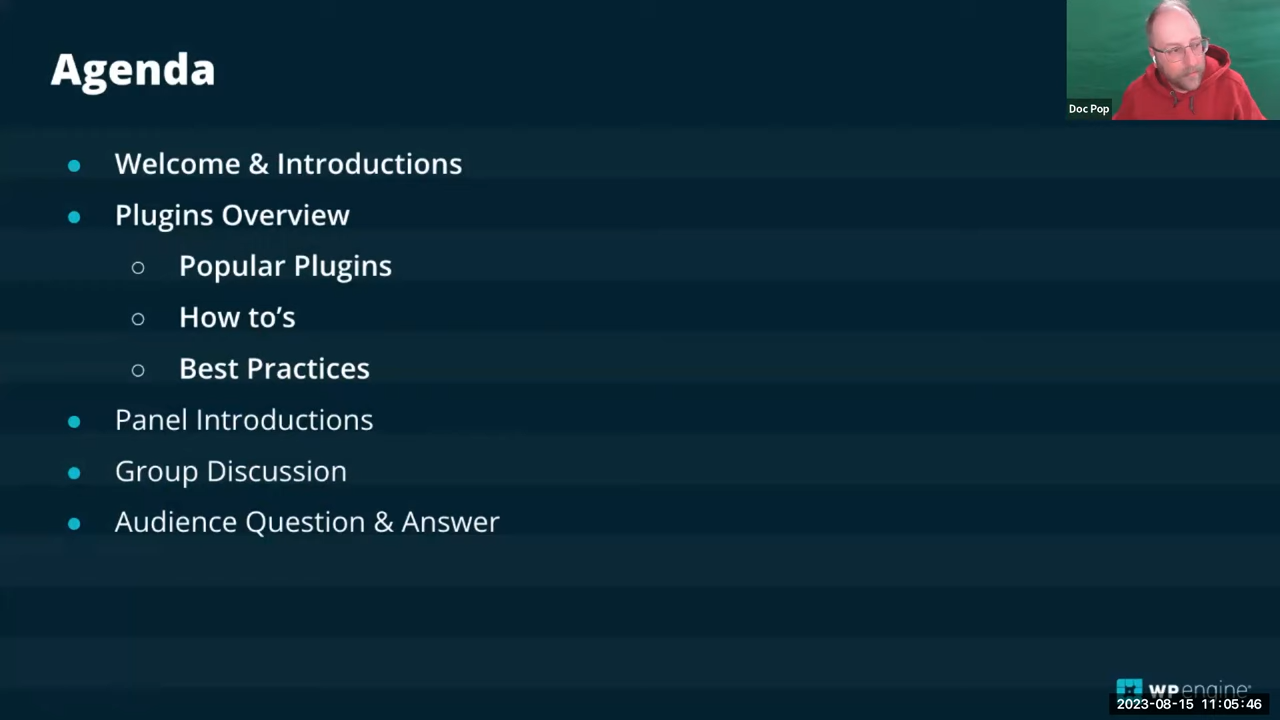 Agenda
Doc Pop
● Welcome & Introductions
● Plugins Overview
○ Popular Plugins
○ How to’s
○ Best Practices
● Panel Introductions
● Group Discussion
● Audience Question & Answer
WP engine
2023-08-15 11:05:46